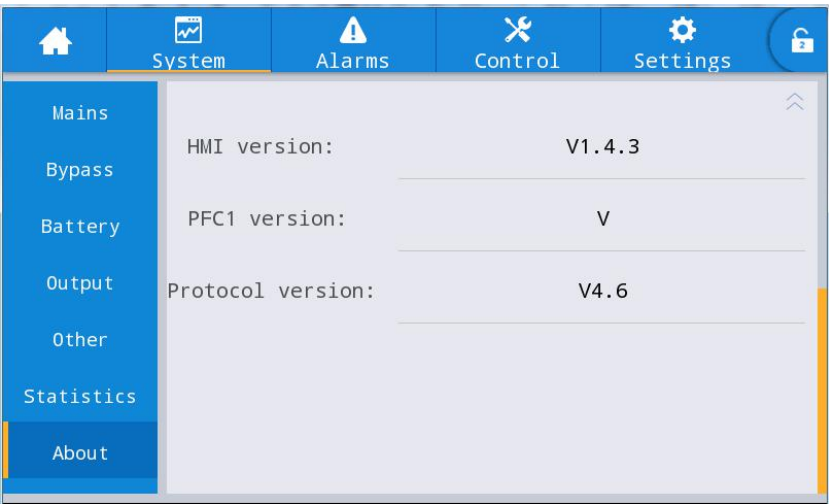 System
Alarms
Control
Settings
2
Mains
Bypass
Battery
Output
Other
Statistics
About
HMI version: V1.4.3
PFC1 version: V
Protocol version: V4.6